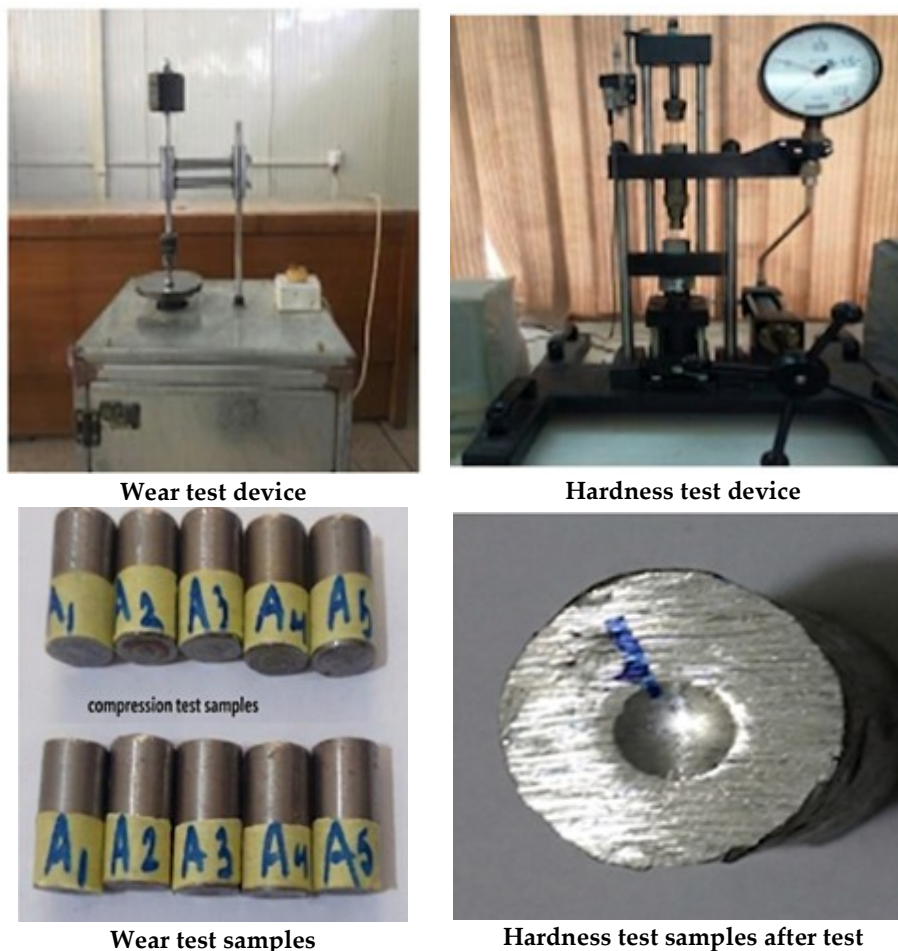 Wear test device
Hardness test device
A1 A2 A3 A4 A5
compression test samples
A1 A2 A3 A4 A5
Wear test samples
Hardness test samples after test